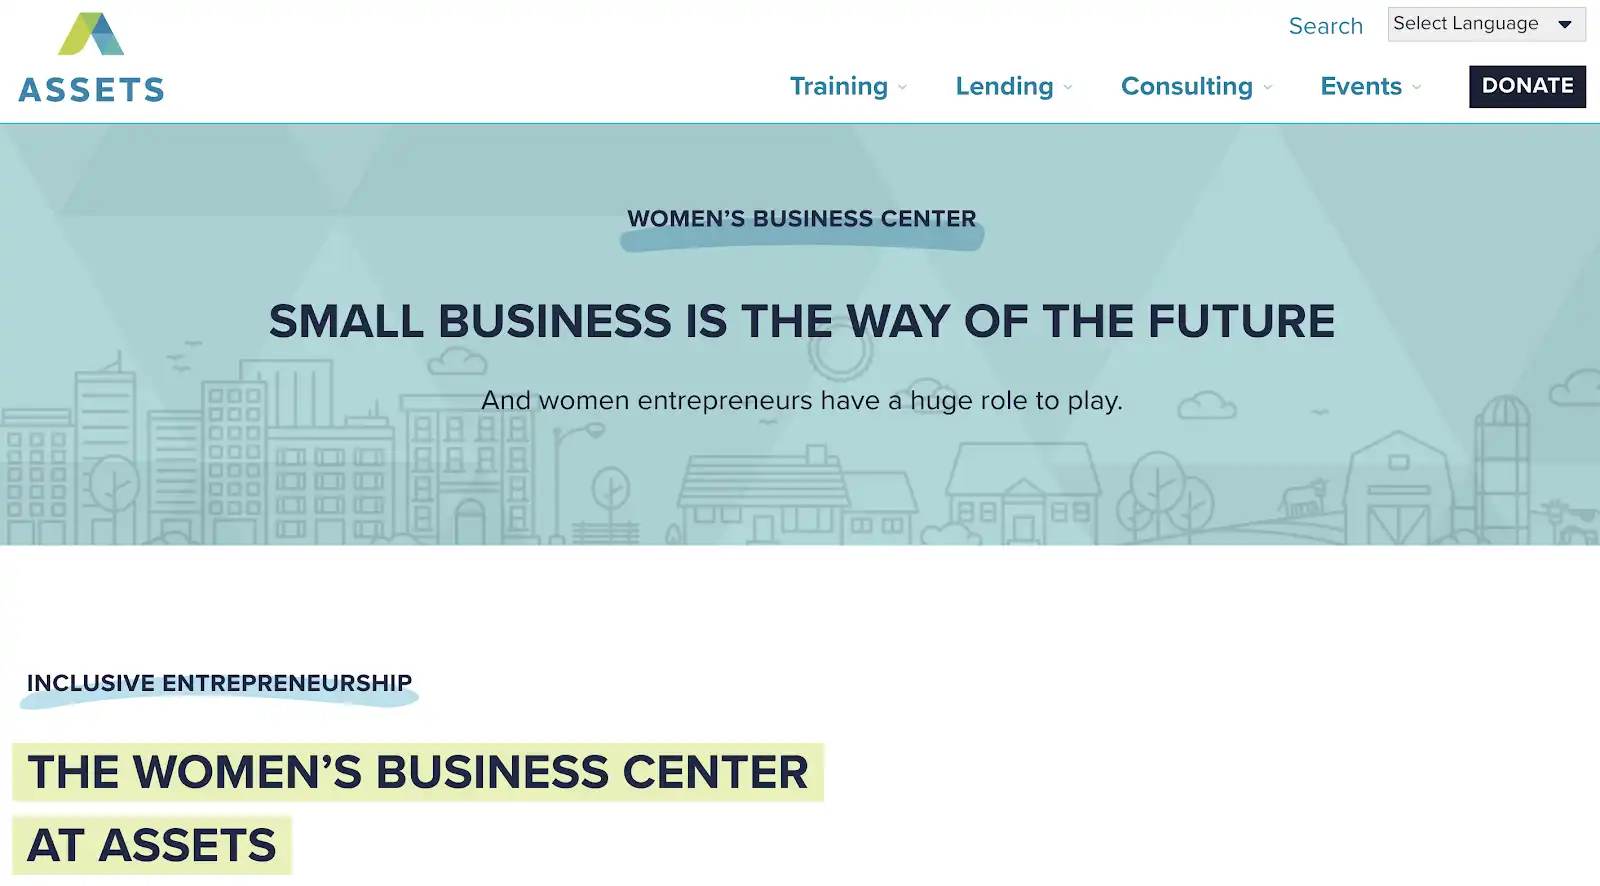 Search
Select Language
ASSETS
Training
Lending
Consulting
Events
DONATE
WOMEN’S BUSINESS CENTER
SMALL BUSINESS IS THE WAY OF THE FUTURE
And women entrepreneurs have a huge role to play.
INCLUSIVE ENTREPRENEURSHIP
THE WOMEN’S BUSINESS CENTER
AT ASSETS